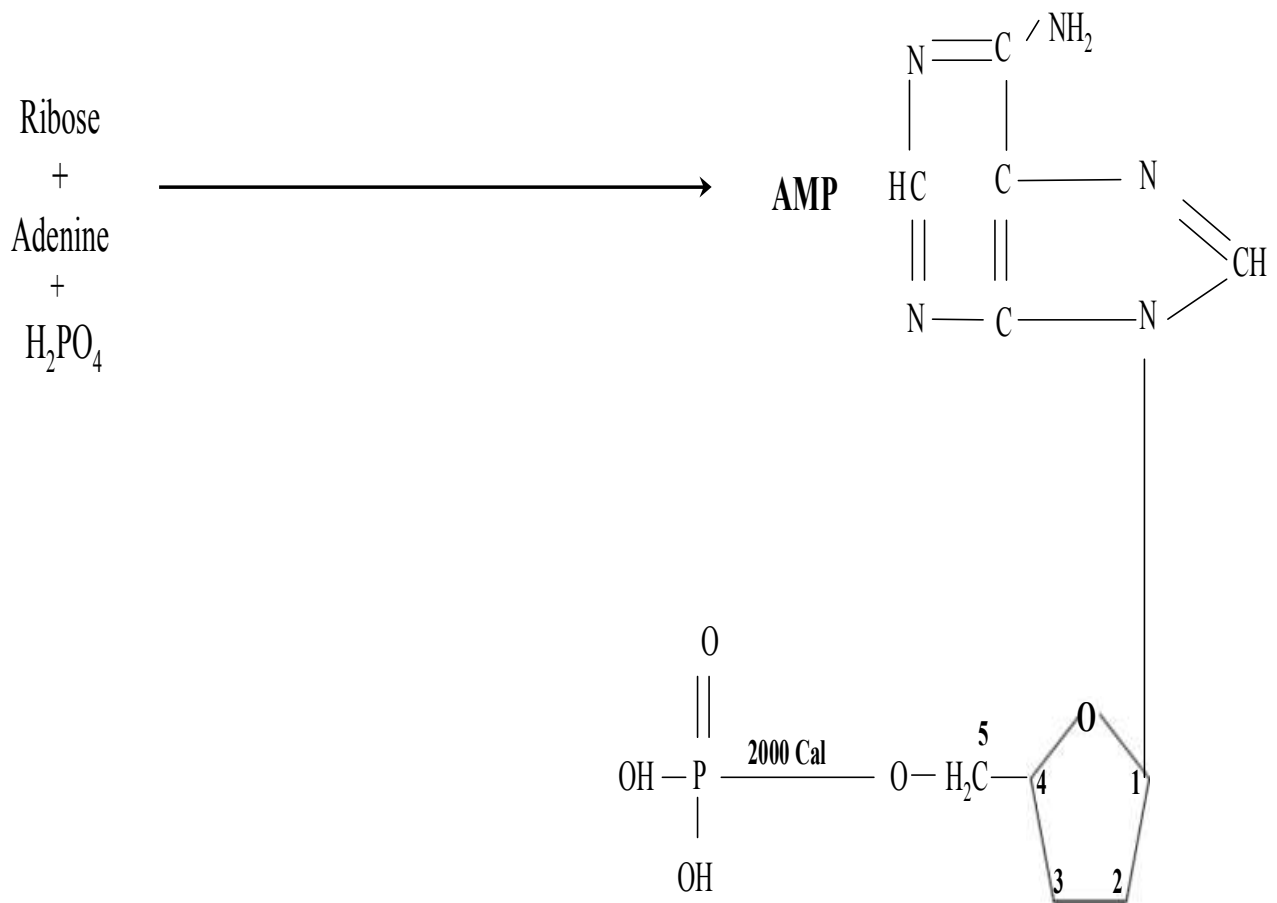 Ribose
+
Adenine
+
H₂PO₄
AMP
N C NH₂
HC C N
CH
N C N
O
OH P 2000 Cal O H₂C 5 4 O 1
OH
3 2